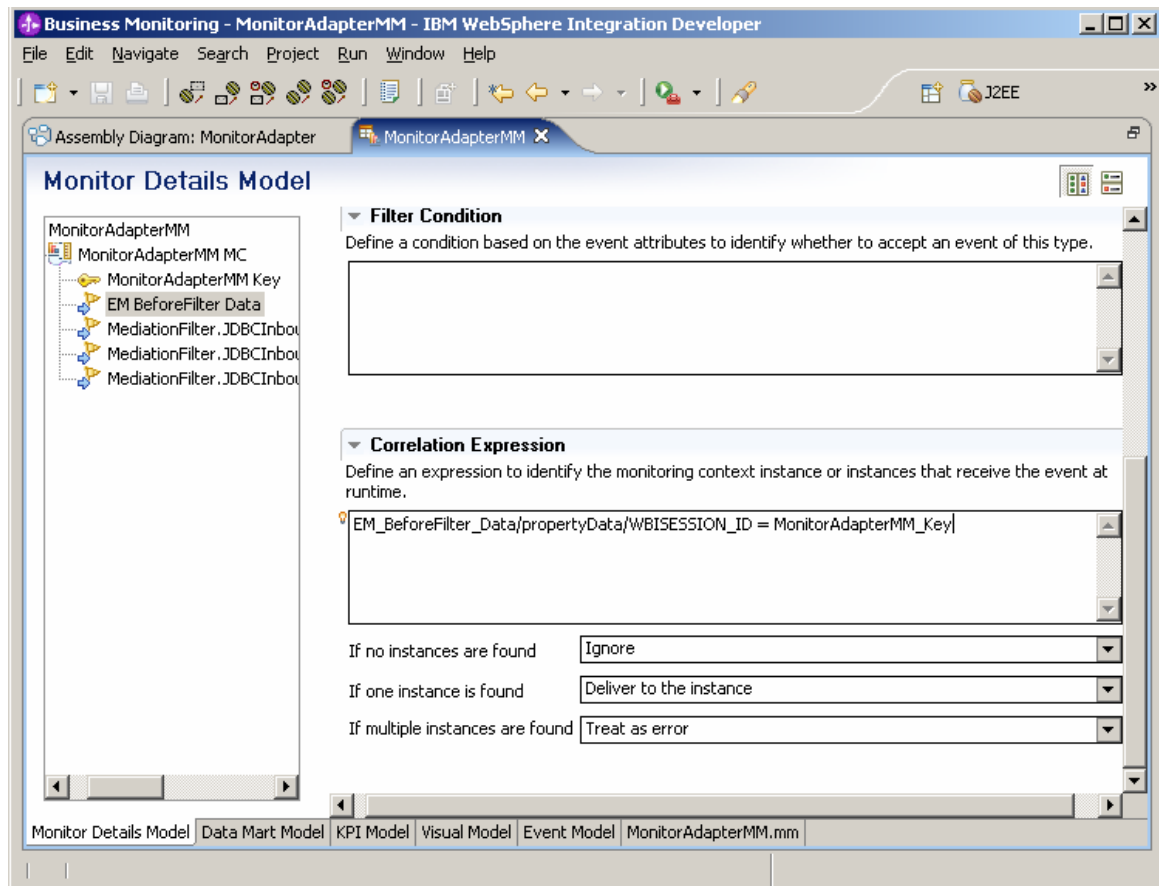 Business Monitoring - MonitorAdapterMM - IBM WebSphere Integration Developer
File Edit Navigate Search Project Run Window Help
J2EE »
Assembly Diagram: MonitorAdapter MonitorAdapterMM
Monitor Details Model
MonitorAdapterMM
MonitorAdapterMM MC
MonitorAdapterMM Key
EM BeforeFilter Data
MediationFilter.JDBCInbou
MediationFilter.JDBCInbou
MediationFilter.JDBCInbou
Filter Condition
Define a condition based on the event attributes to identify whether to accept an event of this type.
Correlation Expression
Define an expression to identify the monitoring context instance or instances that receive the event at
runtime.
EM_BeforeFilter_Data/propertyData/WBISESSION_ID = MonitorAdapterMM_Key
If no instances are found Ignore
If one instance is found Deliver to the instance
If multiple instances are found Treat as error
Monitor Details Model Data Mart Model KPI Model Visual Model Event Model MonitorAdapterMM.mm